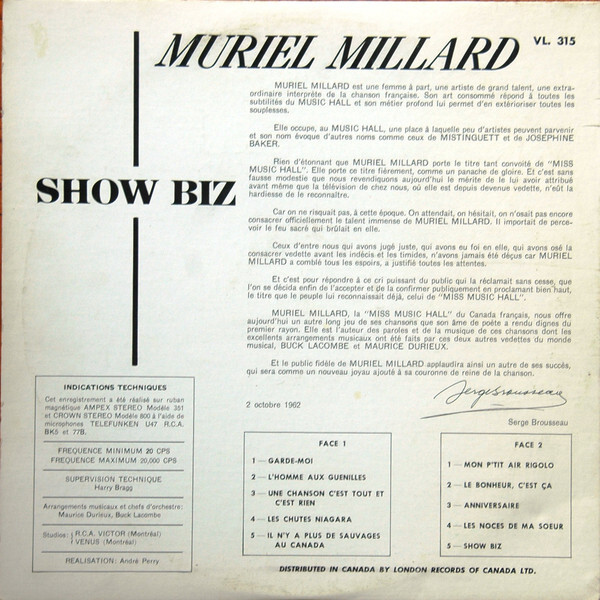 MURIEL MILLARD
VL. 315
MURIEL MILLARD est une femme à part, une artiste de grand talent, une extra-
ordinaire interprète de la chanson française. Son art consommé répond à toutes les
subtilités du MUSIC HALL et son métier profond lui permet d'en extérioriser toutes les
souplesses.
Elle occupe, au MUSIC HALL, une place à laquelle peu d'artistes peuvent parvenir
et son nom évoque d'autres noms comme ceux de MISTINGUETT et de JOSEPHINE
BAKER.
Rien d'étonnant que MURIEL MILLARD porte le titre tant convoité de "MISS
MUSIC HALL". Elle porte ce titre fièrement, comme un panache de gloire. Et c'est sans
fausse modestie que nous revendiquons aujourd'hui le mérite de le lui avoir attribué
avant même que la télévision de chez nous, où elle est depuis devenue vedette, n'eût la
hardiesse de le reconnaître.
SHOW BIZ
Car on ne risquait pas, à cette époque. On attendait, on hésitait, on n'osait pas encore
consacrer officiellement le talent immense de MURIEL MILLARD. Il importait de perce-
voir le feu sacré qui brûlait en elle.
Ceux d'entre nous qui avons jugé juste, qui avons eu foi en elle, qui avons osé la
consacrer vedette avant les indécis et les timides, n'avons jamais été déçus car MURIEL
MILLARD a comblé tous les espoirs, a justifié toutes les attentes.
Et c'est pour répondre à ce cri puissant du public qui la réclamait sans cesse, que
l'on se décida enfin de l'accepter et de la confirmer publiquement en proclamant bien haut,
le titre que le peuple lui reconnaissait déjà, celui de "MISS MUSIC HALL".
MURIEL MILLARD, la "MISS MUSIC HALL" du Canada français, nous offre
aujourd'hui un autre long jeu de ses chansons que son âme de poète a rendu dignes du
premier rayon. Elle est l'auteur des paroles et de la musique de ces chansons dont les
excellents arrangements musicaux ont été faits par ces deux autres vedettes du monde
musical, BUCK LACOMBE et MAURICE DURIEUX.
Et le public fidèle de MURIEL MILLARD applaudira ainsi un autre de ses succès,
qui sera comme un nouveau joyau ajouté à sa couronne de reine de la chanson.
Serge Brousseau
2 octobre 1962
Serge Brousseau
INDICATIONS TECHNIQUES
Cet enregistrement a été réalisé sur ruban
magnétique AMPEX STEREO Modèle 351
et CROWN STEREO Modèle 800 à l'aide de
microphones TELEFUNKEN U47 R.C.A.
BK5 et 77B.
FREQUENCE MINIMUM 20 CPS
FREQUENCE MAXIMUM 20,000 CPS
SUPERVISION TECHNIQUE
Harry Bragg
Arrangements musicaux et chefs d'orchestre:
Maurice Durieux, Buck Lacombe
Studios: R.C.A. VICTOR (Montréal)
VENUS (Montréal)
REALISATION: André Perry
FACE 1
1 — GARDE-MOI
2 — L'HOMME AUX GUENILLES
3 — UNE CHANSON C'EST TOUT ET
C'EST RIEN
4 — LES CHUTES NIAGARA
5 — IL N'Y A PLUS DE SAUVAGES
AU CANADA
FACE 2
1 — MON P'TIT AIR RIGOLO
2 — LE BONHEUR, C'EST ÇA
3 — ANNIVERSAIRE
4 — LES NOCES DE MA SOEUR
5 — SHOW BIZ
DISTRIBUTED IN CANADA BY LONDON RECORDS OF CANADA LTD.